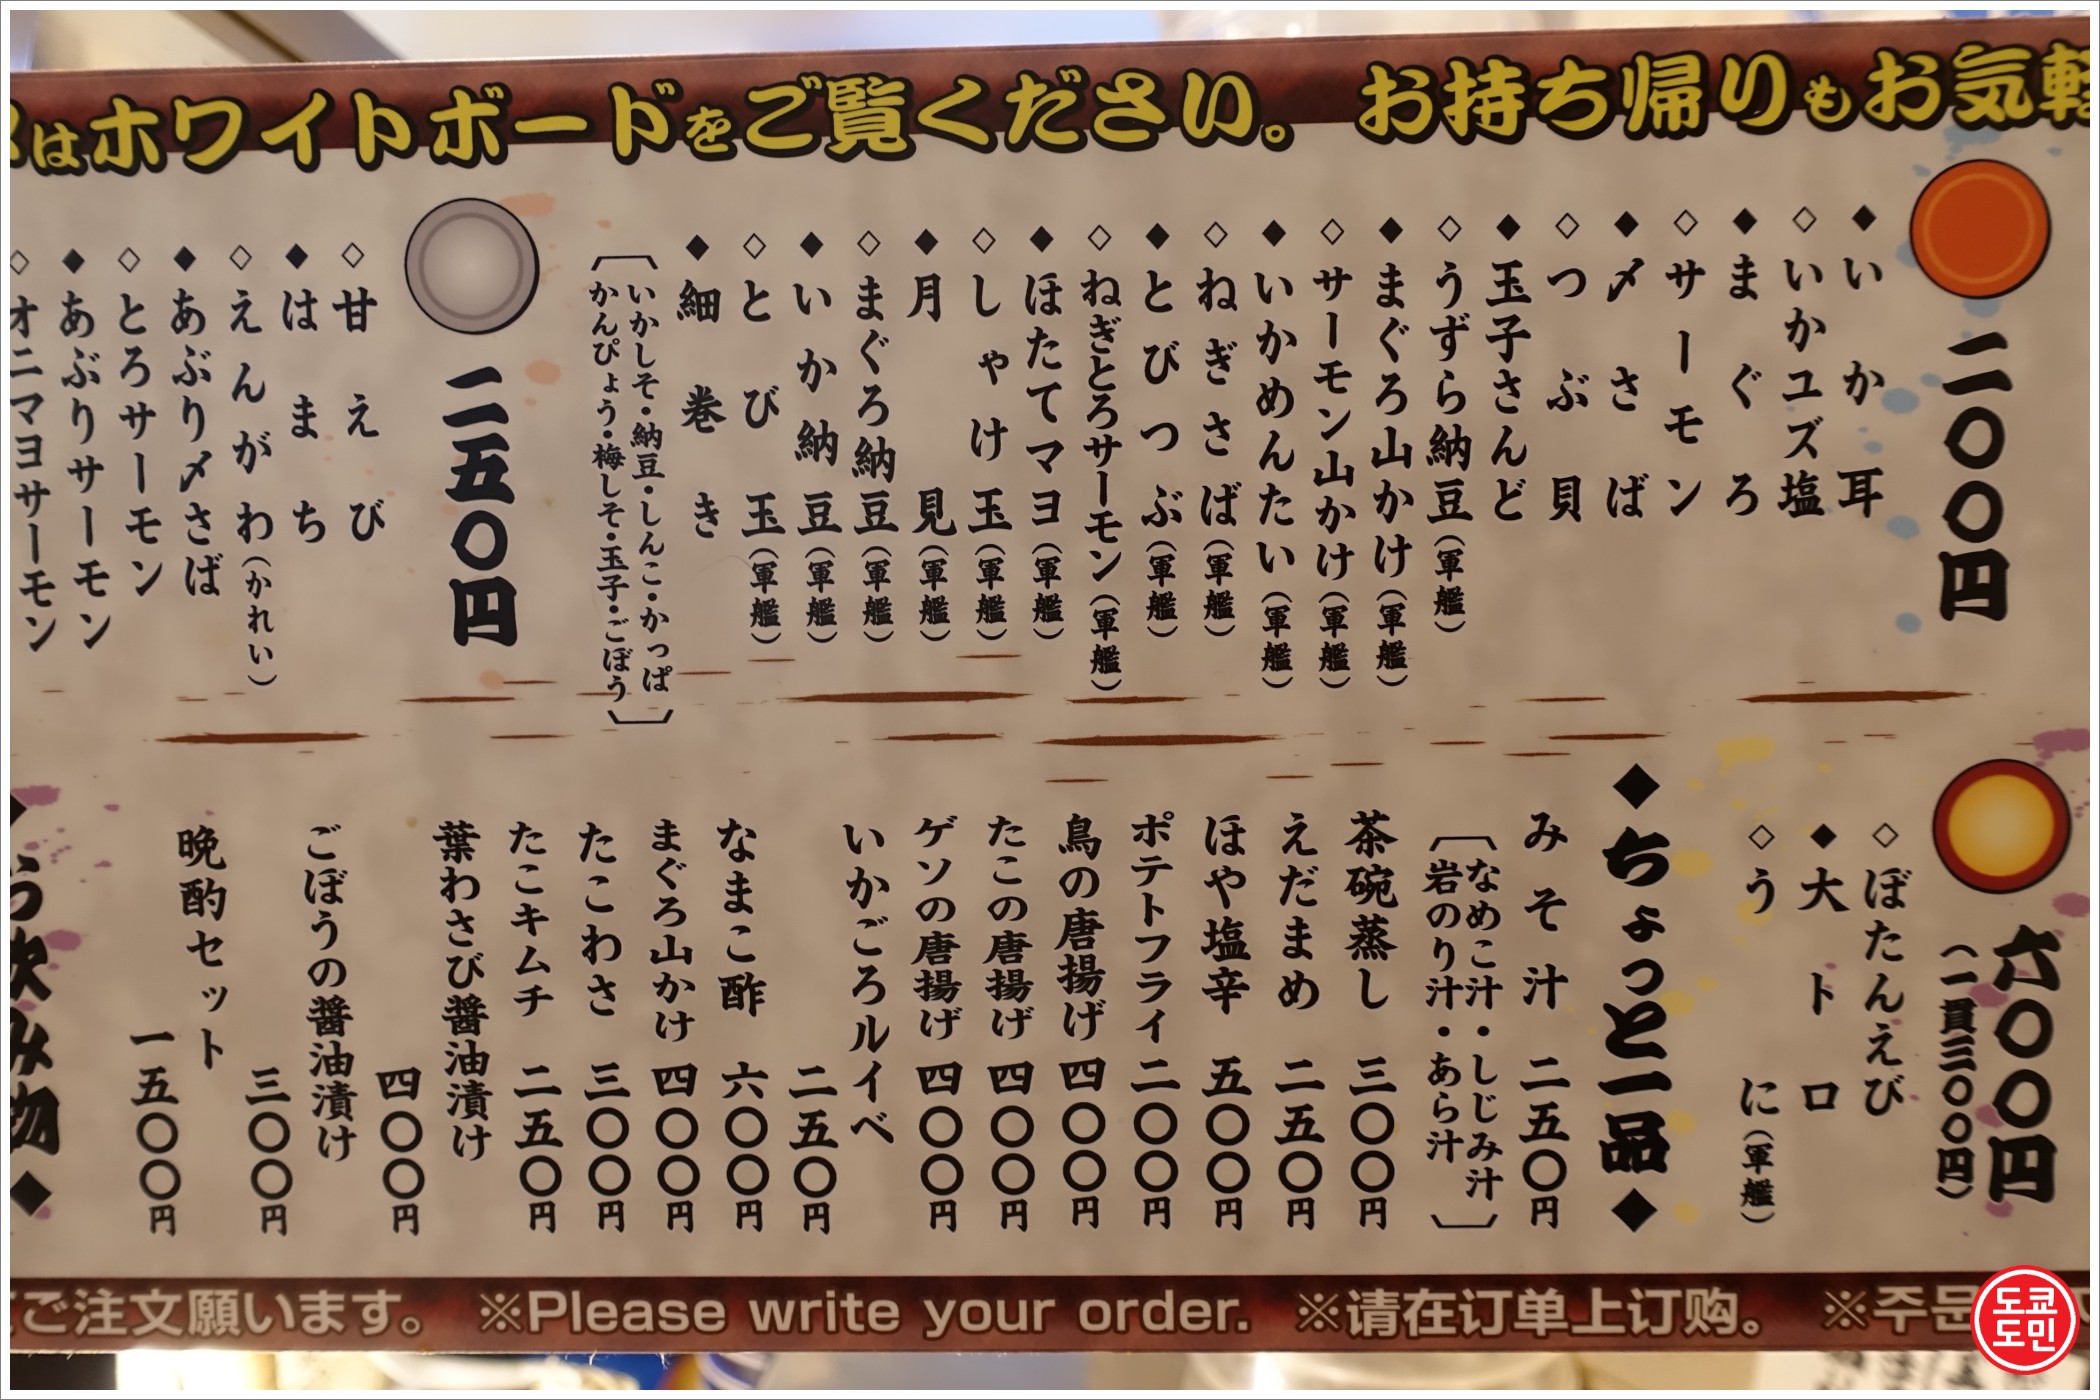 はホワイトボードをご覧ください。 お持ち帰りもお気軽
二〇〇円
◆いか耳
◇いかユズ塩
◆まぐろ
◇サーモン
◆〆さば
◇つぶ貝
◆玉子さんど
◇うずら納豆(軍艦)
◆まぐろ山かけ(軍艦)
◇サーモン山かけ(軍艦)
◆いかめんたい(軍艦)
◇ねぎさば(軍艦)
◆とびつぶ(軍艦)
◇ねぎとろサーモン(軍艦)
◆ほたてマヨ(軍艦)
◇しゃけ玉(軍艦)
◆月見(軍艦)
◇まぐろ納豆(軍艦)
◆いか納豆(軍艦)
◇とび玉(軍艦)
◆細巻き
〔いかしそ・納豆・しんこ・かっぱ
かんぴょう・梅しそ・玉子・ごぼう〕
二五〇円
◇甘えび
◆はまち
◇えんがわ(かれい)
◆あぶり〆さば
◇とろサーモン
◆あぶりサーモン
◇オニマヨサーモン
六〇〇円
(一貫三〇〇円)
◇ぼたんえび
◆大トロ
◇うに(軍艦)
◆ちょっと一品◆
みそ汁 二五〇円
〔なめこ汁・しじみ汁
岩のり汁・あら汁〕
茶碗蒸し 三〇〇円
えだまめ 二五〇円
ほや塩辛 五〇〇円
ポテトフライ 二〇〇円
鳥の唐揚げ 四〇〇円
たこの唐揚げ 四〇〇円
ゲソの唐揚げ 四〇〇円
いかごろルイベ
二五〇円
なまこ酢 六〇〇円
まぐろ山かけ 四〇〇円
たこわさ 三〇〇円
たこキムチ 二五〇円
葉わさび醤油漬け
四〇〇円
ごぼうの醤油漬け
三〇〇円
晩酌セット
一五〇〇円
飲み物◆
ご注文願います。 ※Please write your order. ※请在订单上订购。 ※주문
도쿄
도민